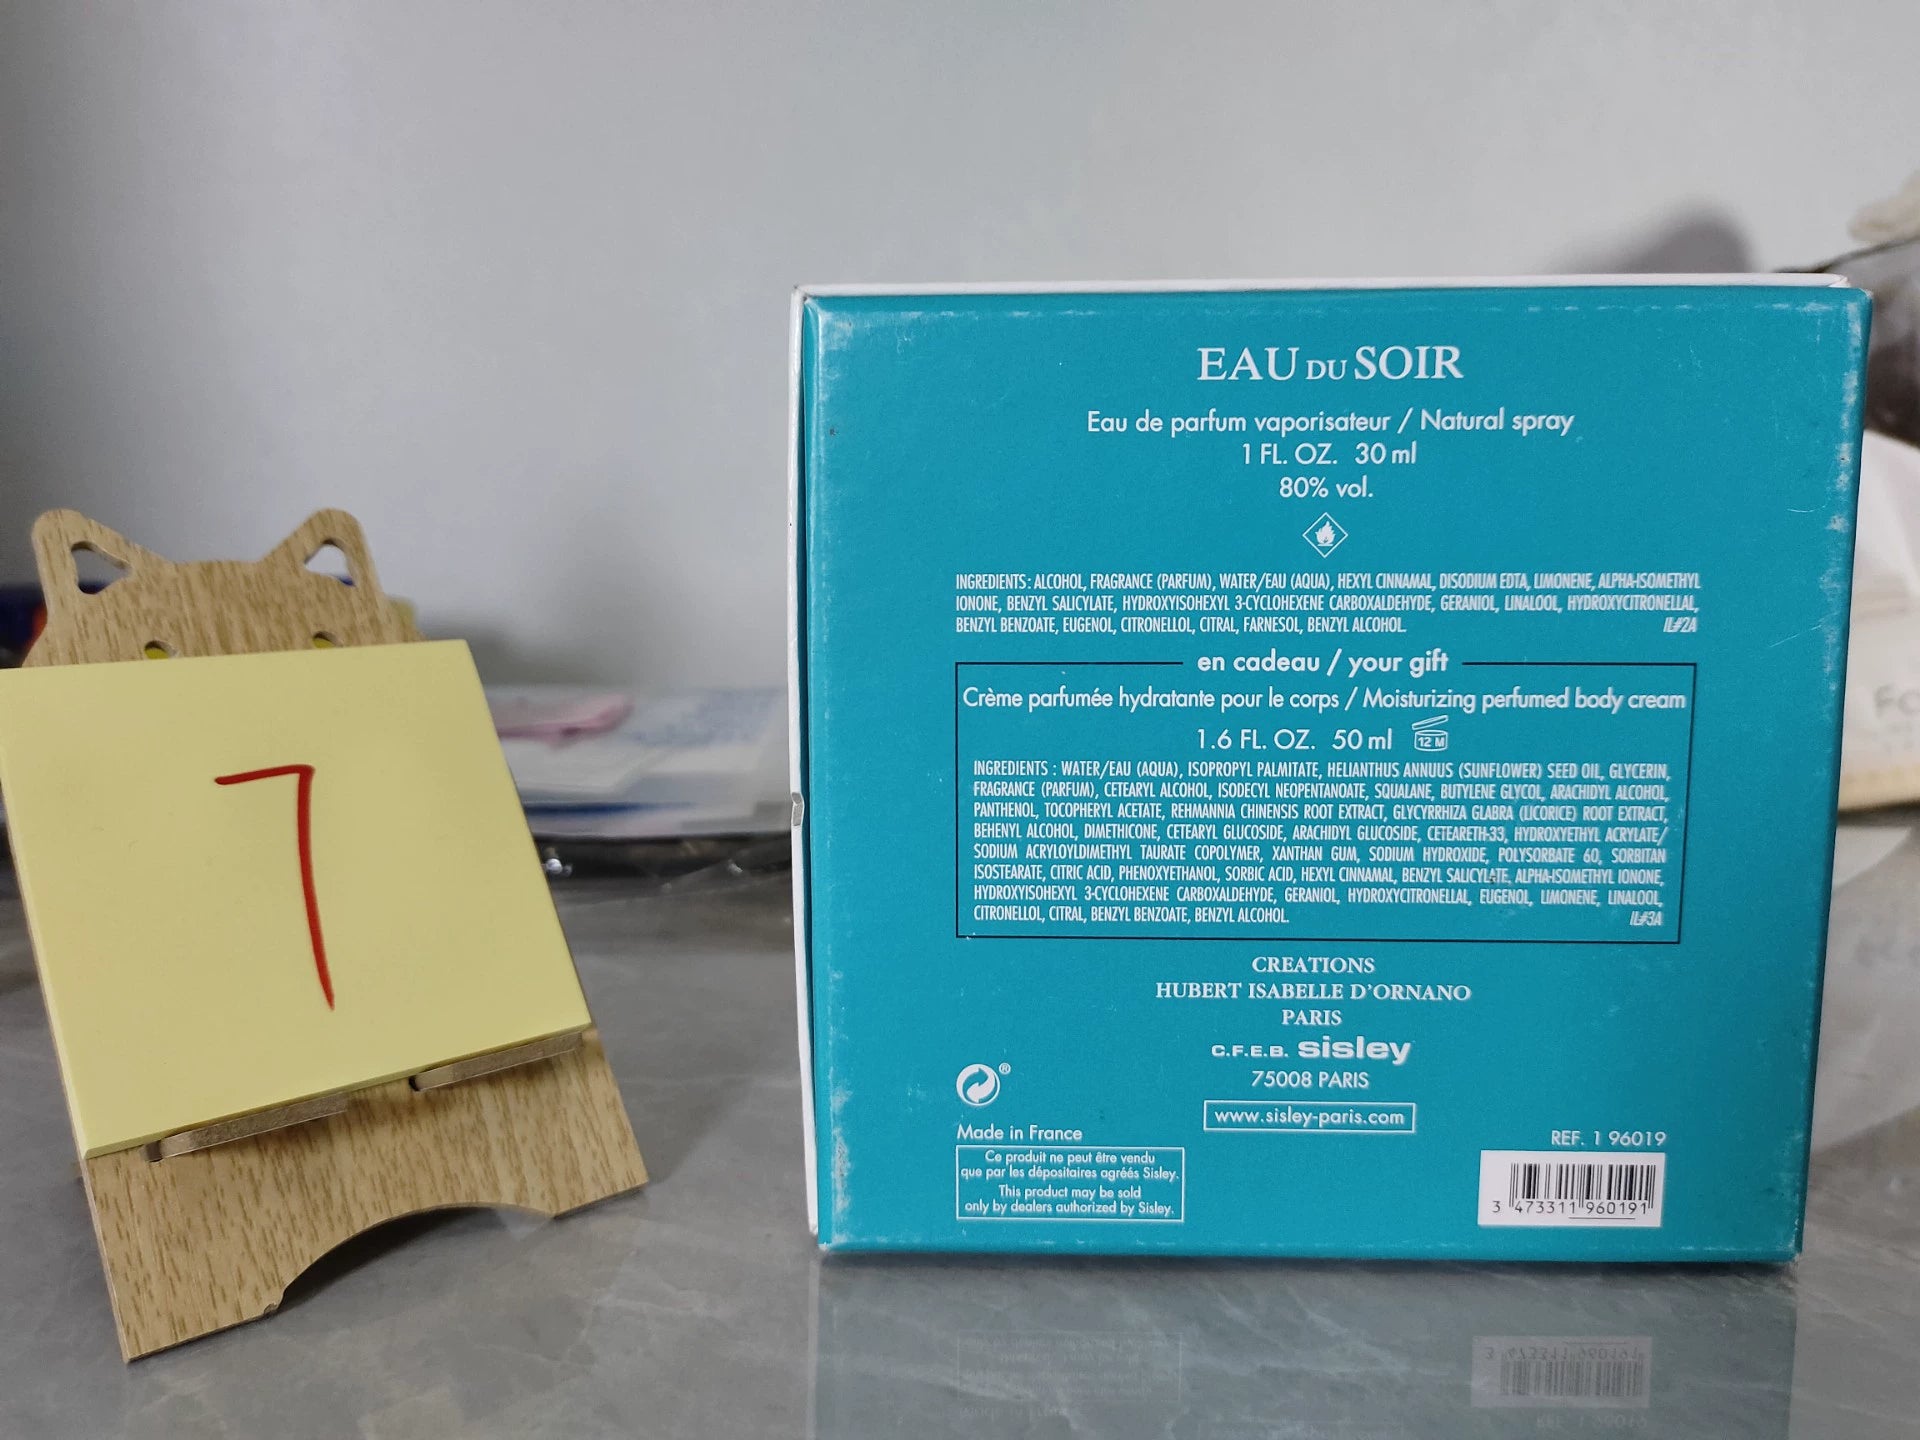 7
EAU DU SOIR
Eau de parfum vaporisateur / Natural spray
1 FL. OZ. 30 ml
80% vol.
INGREDIENTS: ALCOHOL, FRAGRANCE (PARFUM), WATER/EAU (AQUA), HEXYL CINNAMAL, DISODIUM EDTA, LIMONENE, ALPHA-ISOMETHYL
IONONE, BENZYL SALICYLATE, HYDROXYISOHEXYL 3-CYCLOHEXENE CARBOXALDEHYDE, GERANIOL, LINALOOL, HYDROXYCITRONELLAL,
BENZYL BENZOATE, EUGENOL, CITRONELLOL, CITRAL, FARNESOL, BENZYL ALCOHOL. IL#2A
en cadeau / your gift
Crème parfumée hydratante pour le corps / Moisturizing perfumed body cream
1.6 FL. OZ. 50 ml 12 M
INGREDIENTS : WATER/EAU (AQUA), ISOPROPYL PALMITATE, HELIANTHUS ANNUUS (SUNFLOWER) SEED OIL, GLYCERIN,
FRAGRANCE (PARFUM), CETEARYL ALCOHOL, ISODECYL NEOPENTANOATE, SQUALANE, BUTYLENE GLYCOL, ARACHIDYL ALCOHOL,
PANTHENOL, TOCOPHERYL ACETATE, REHMANNIA CHINENSIS ROOT EXTRACT, GLYCYRRHIZA GLABRA (LICORICE) ROOT EXTRACT,
BEHENYL ALCOHOL, DIMETHICONE, CETEARYL GLUCOSIDE, ARACHIDYL GLUCOSIDE, CETEARETH-33, HYDROXYETHYL ACRYLATE/
SODIUM ACRYLOYLDIMETHYL TAURATE COPOLYMER, XANTHAN GUM, SODIUM HYDROXIDE, POLYSORBATE 60, SORBITAN
ISOSTEARATE, CITRIC ACID, PHENOXYETHANOL, SORBIC ACID, HEXYL CINNAMAL, BENZYL SALICYLATE, ALPHA-ISOMETHYL IONONE,
HYDROXYISOHEXYL 3-CYCLOHEXENE CARBOXALDEHYDE, GERANIOL, HYDROXYCITRONELLAL, EUGENOL, LIMONENE, LINALOOL,
CITRONELLOL, CITRAL, BENZYL BENZOATE, BENZYL ALCOHOL. IL#3A
CREATIONS
HUBERT ISABELLE D'ORNANO
PARIS
C.F.E.B. sisley
75008 PARIS
www.sisley-paris.com
®
Made in France
Ce produit ne peut être vendu
que par les dépositaires agréés Sisley.
This product may be sold
only by dealers authorized by Sisley.
REF. 1 96019
3 473311 960191